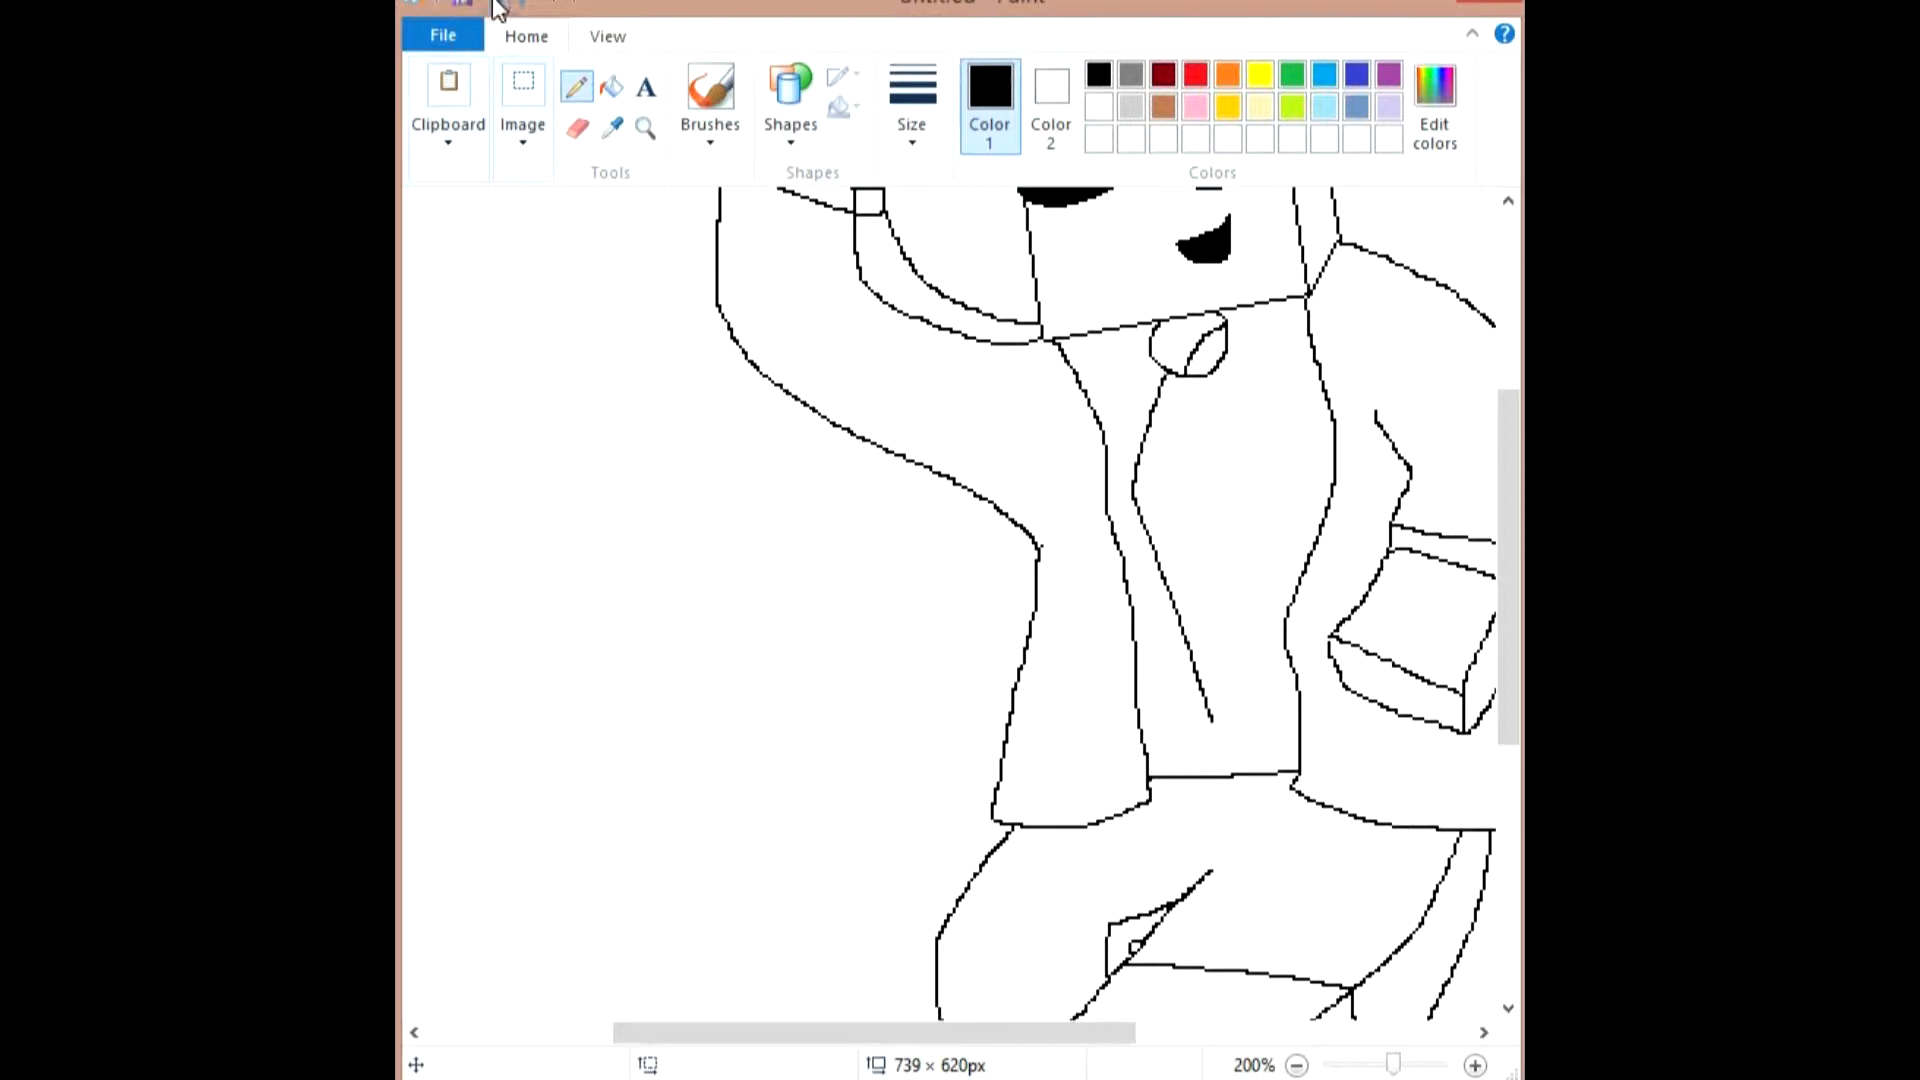 File Home View
Clipboard Image Brushes Shapes Size Color 1 Color 2 Edit colors
Tools Shapes Colors
739 × 620px 200%